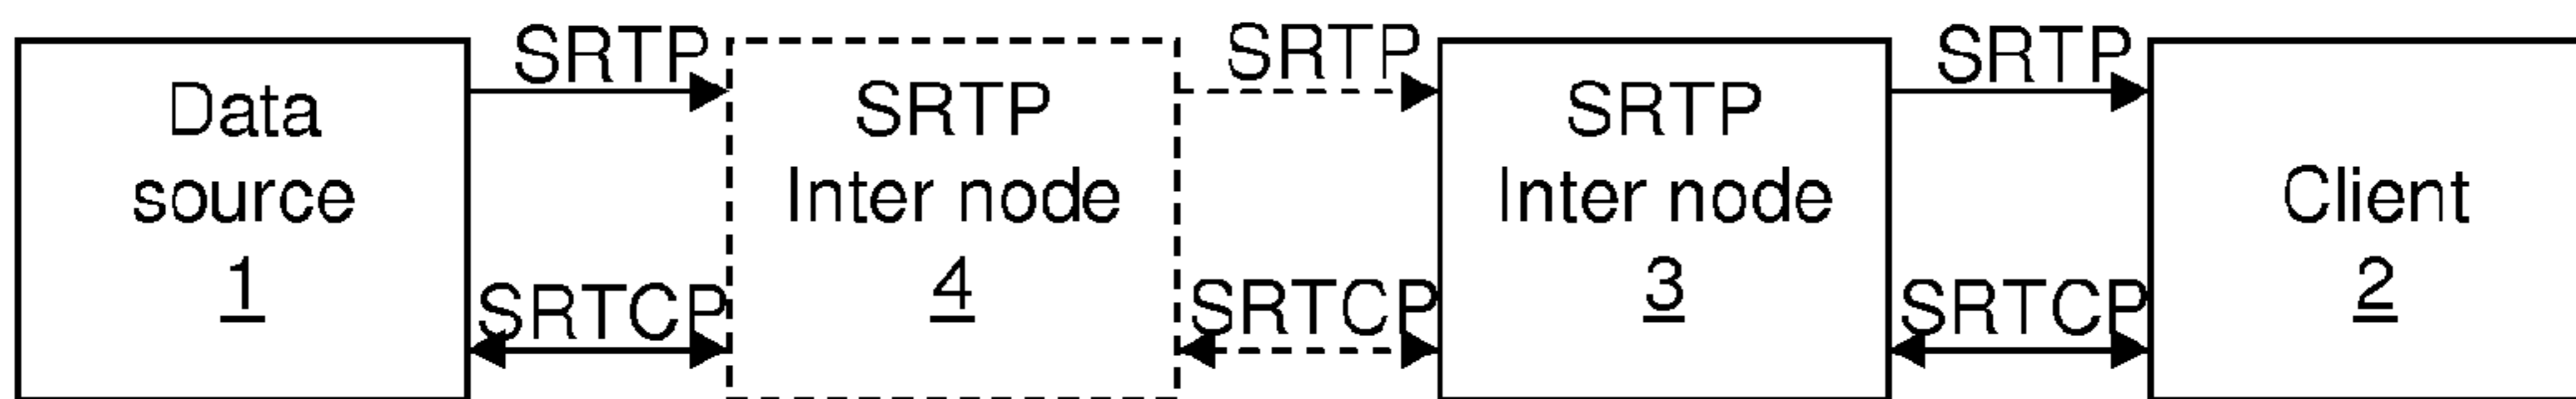 SRTP SRTP SRTP
Data
source
1
SRTP
Inter node
4
SRTP
Inter node
3
Client
2
SRTCP SRTCP SRTCP